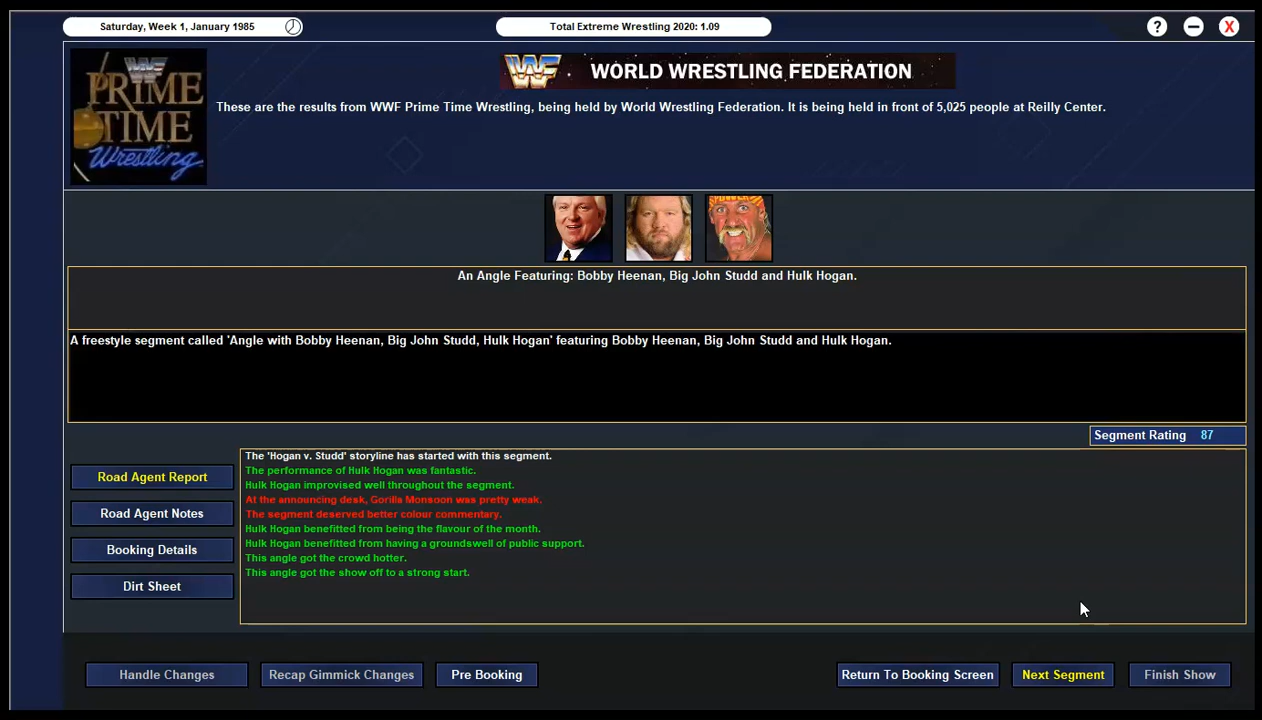 Saturday, Week 1, January 1985
Total Extreme Wrestling 2020: 1.09
?
X
WF
PRIME
TIME
Wrestling
WF
WORLD WRESTLING FEDERATION
These are the results from WWF Prime Time Wrestling, being held by World Wrestling Federation. It is being held in front of 5,025 people at Reilly Center.
An Angle Featuring: Bobby Heenan, Big John Studd and Hulk Hogan.
A freestyle segment called 'Angle with Bobby Heenan, Big John Studd, Hulk Hogan' featuring Bobby Heenan, Big John Studd and Hulk Hogan.
Segment Rating 87
Road Agent Report
Road Agent Notes
Booking Details
Dirt Sheet
The 'Hogan v. Studd' storyline has started with this segment.
The performance of Hulk Hogan was fantastic.
Hulk Hogan improvised well throughout the segment.
At the announcing desk, Gorilla Monsoon was pretty weak.
The segment deserved better colour commentary.
Hulk Hogan benefitted from being the flavour of the month.
Hulk Hogan benefitted from having a groundswell of public support.
This angle got the crowd hotter.
This angle got the show off to a strong start.
Handle Changes
Recap Gimmick Changes
Pre Booking
Return To Booking Screen
Next Segment
Finish Show